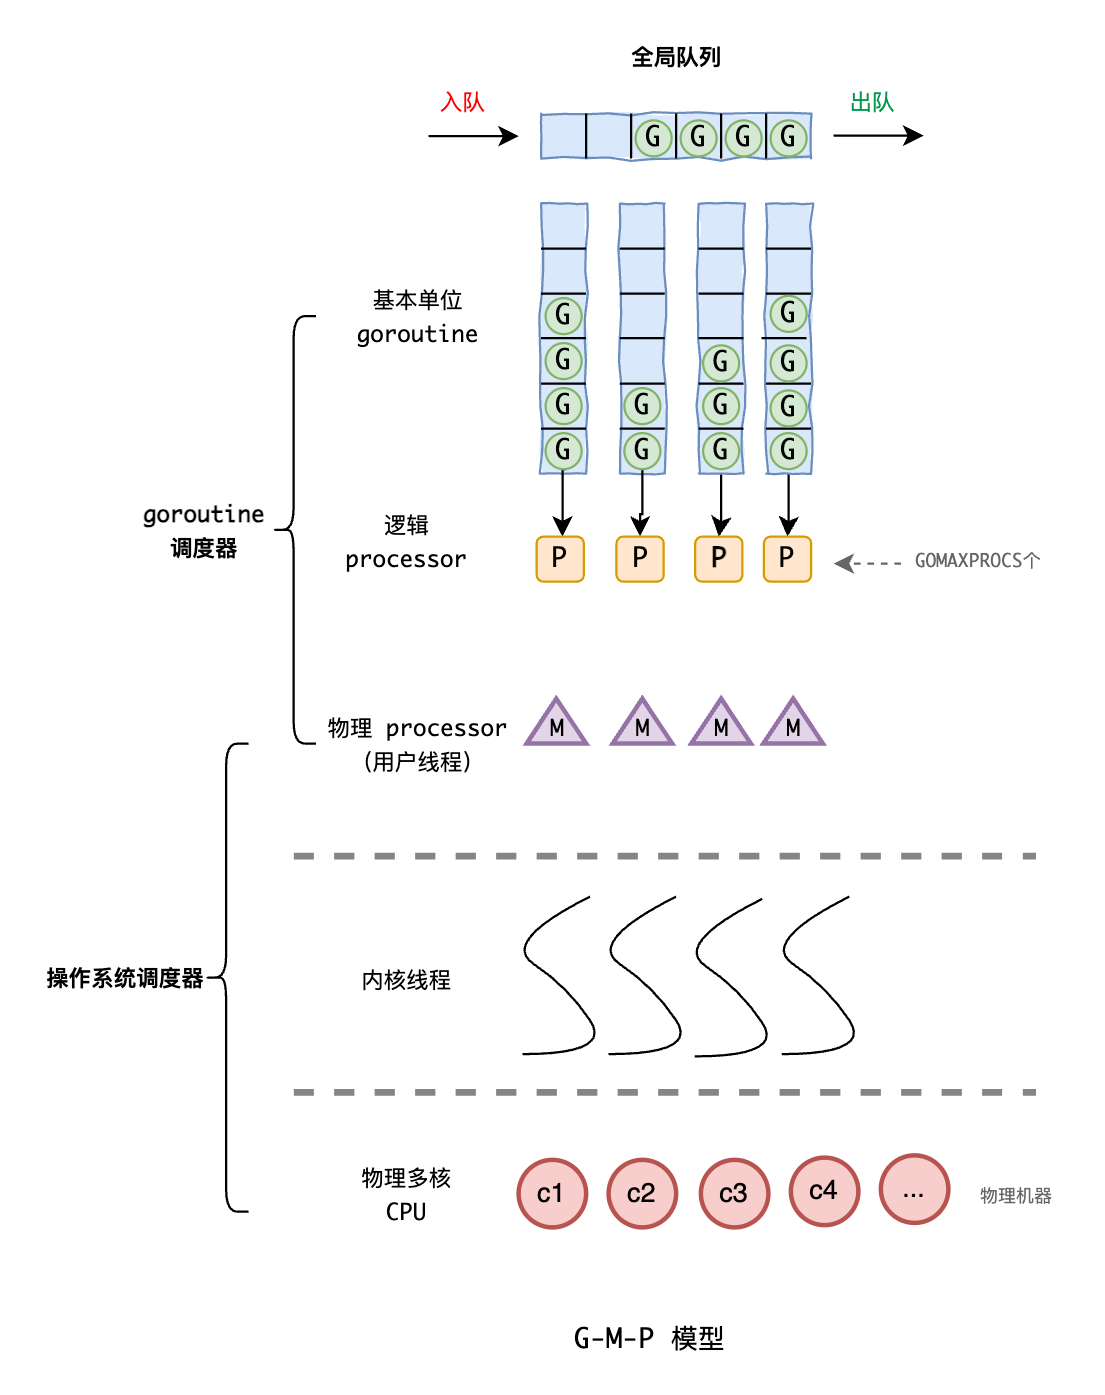 全局队列
入队
出队
G G G G
基本单位
goroutine
G G
G G G
G G G G
G G G G
goroutine
调度器
逻辑
processor
P P P P
GOMAXPROCS个
物理 processor
(用户线程)
M M M M
操作系统调度器
内核线程
物理多核
CPU
c1 c2 c3 c4 ...
物理机器
G-M-P 模型